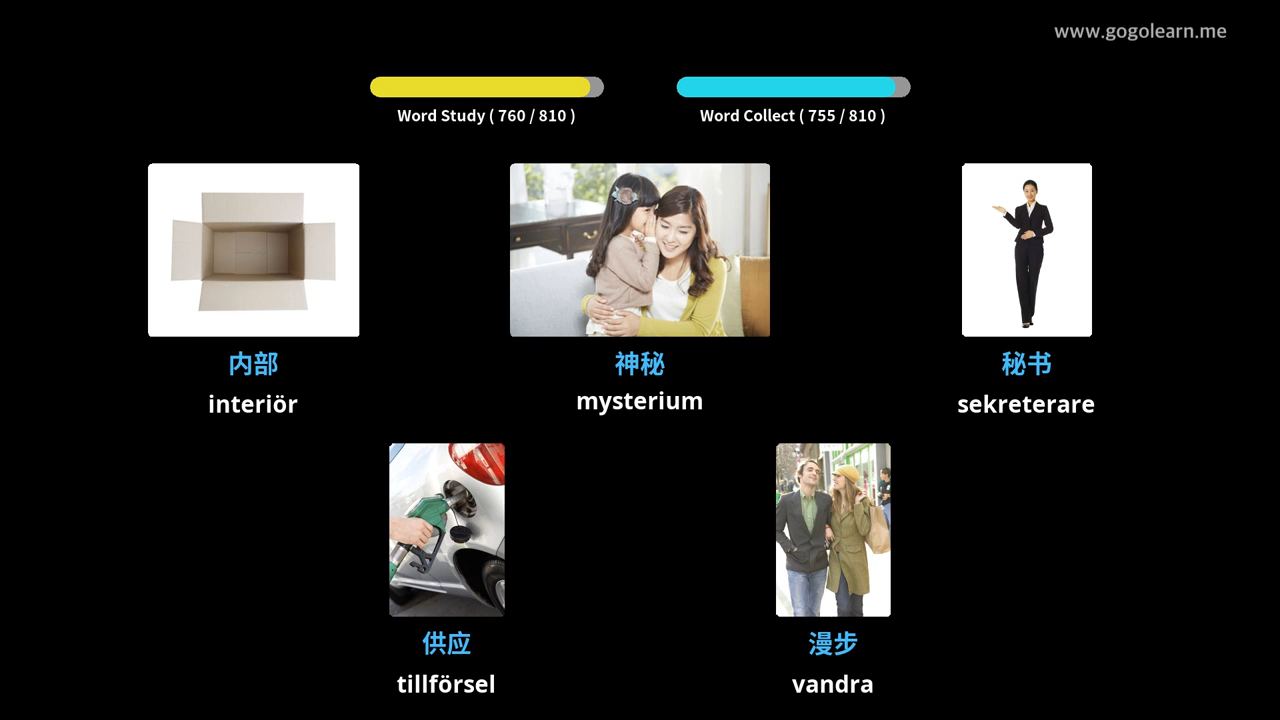 www.gogolearn.me
Word Study ( 760 / 810 )
Word Collect ( 755 / 810 )
内部
interiör
神秘
mysterium
秘书
sekreterare
供应
tillförsel
漫步
vandra